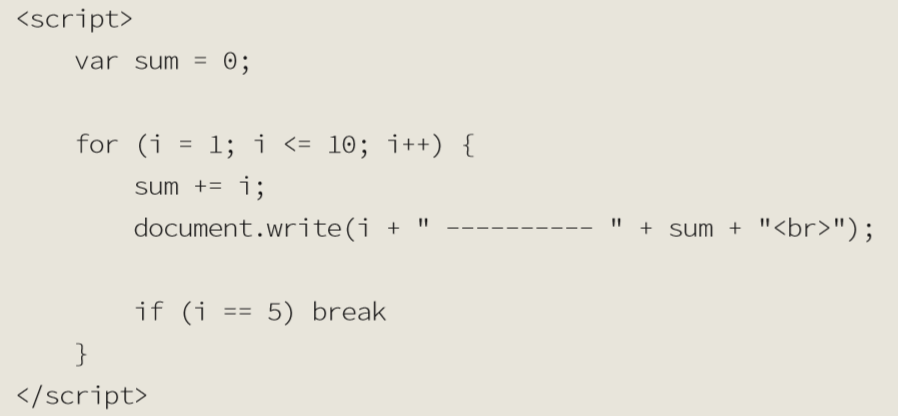 <script>
var sum = 0;
for (i = 1; i <= 10; i++) {
sum += i;
document.write(i + " ---------- " + sum + "<br>");
if (i == 5) break
}
</script>